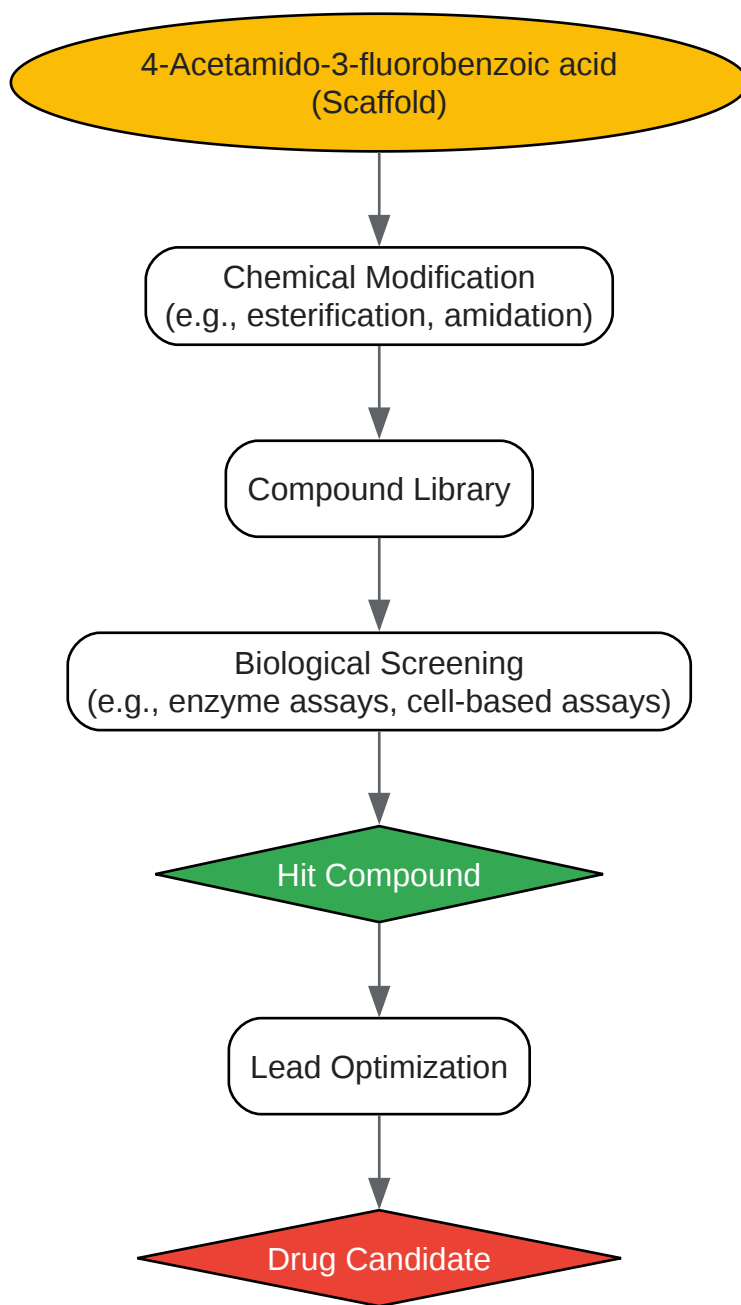 4-Acetamido-3-fluorobenzoic acid
(Scaffold)
Chemical Modification
(e.g., esterification, amidation)
Compound Library
Biological Screening
(e.g., enzyme assays, cell-based assays)
Hit Compound
Lead Optimization
Drug Candidate